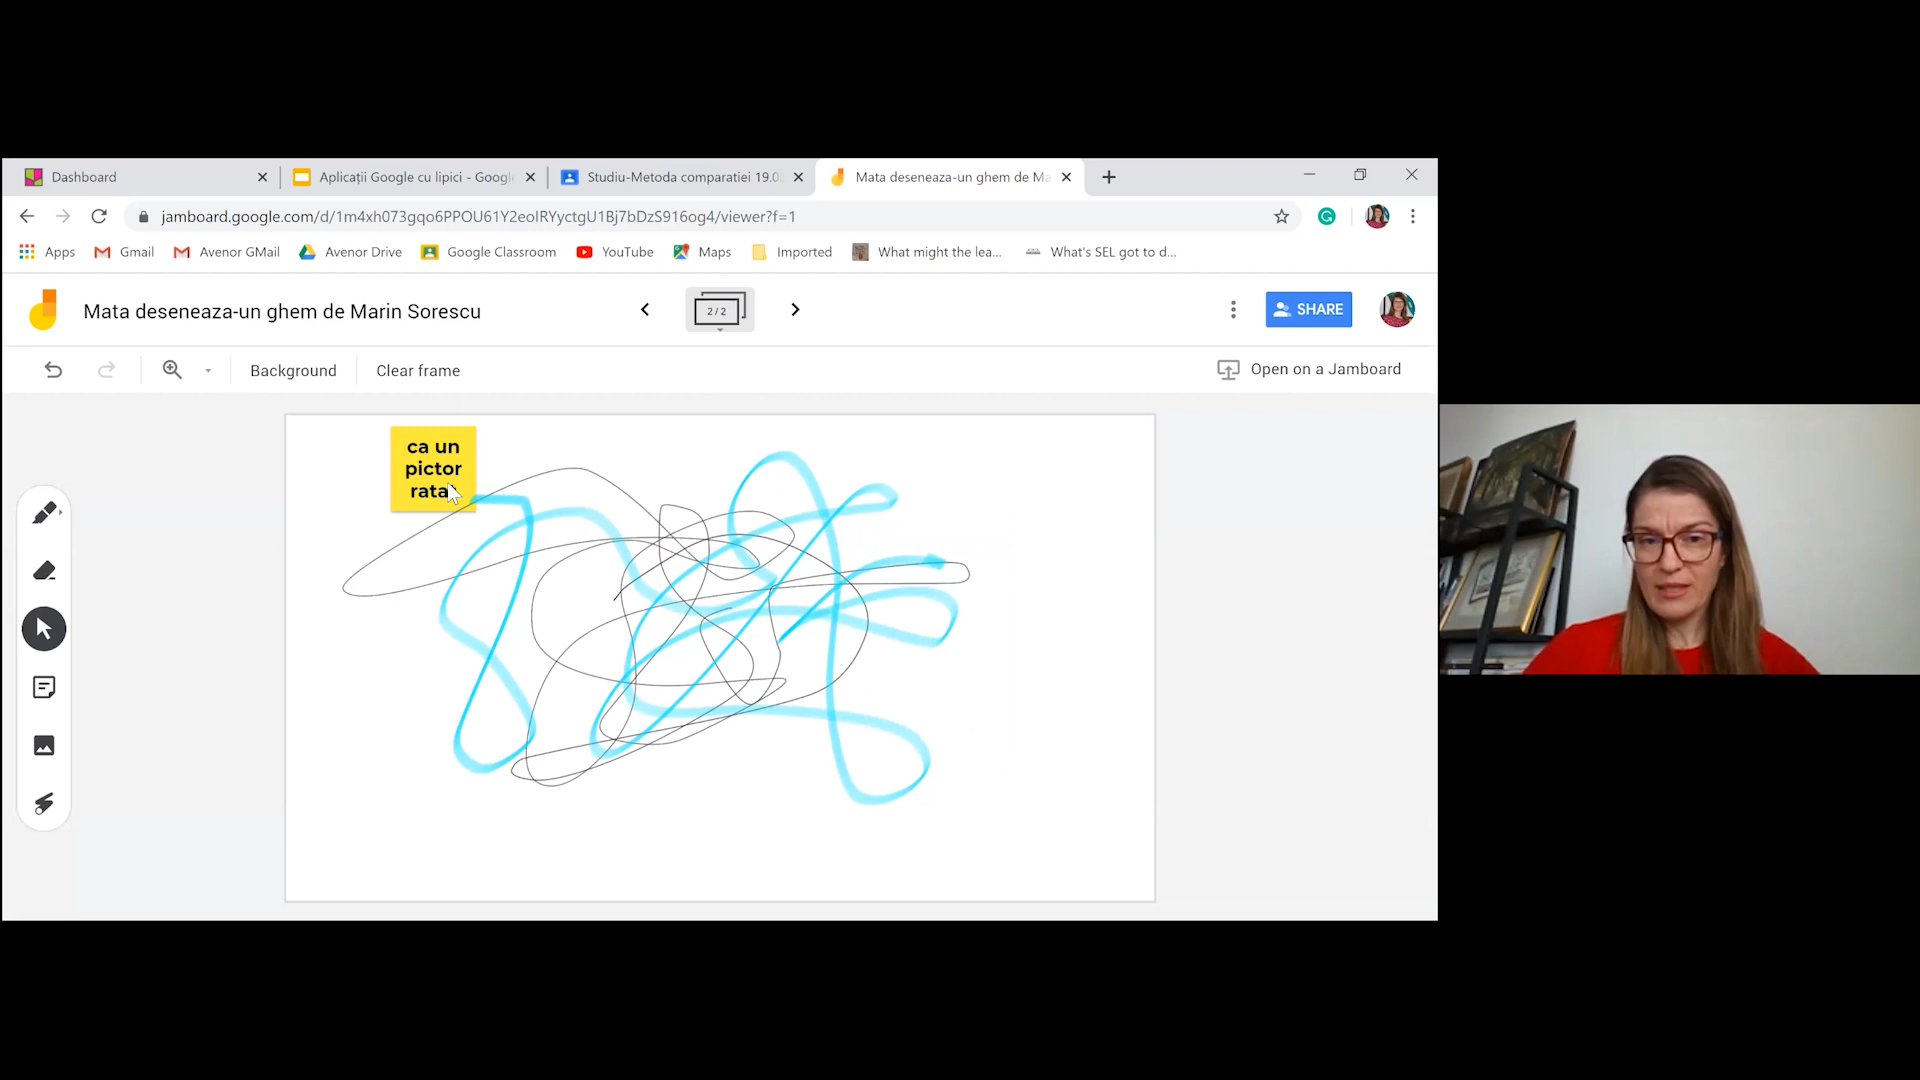 Dashboard
Aplicații Google cu lipici - Googl
Studiu-Metoda comparatiei 19.0
Mata deseneaza-un ghem de Ma
jamboard.google.com/d/1m4xh073gqo6PPOU61Y2eolRYyctgU1Bj7bDzS916og4/viewer?f=1
Apps
Gmail
Avenor GMail
Avenor Drive
Google Classroom
YouTube
Maps
Imported
What might the lea...
What's SEL got to d...
Mata deseneaza-un ghem de Marin Sorescu
2 / 2
SHARE
Background
Clear frame
Open on a Jamboard
ca un
pictor